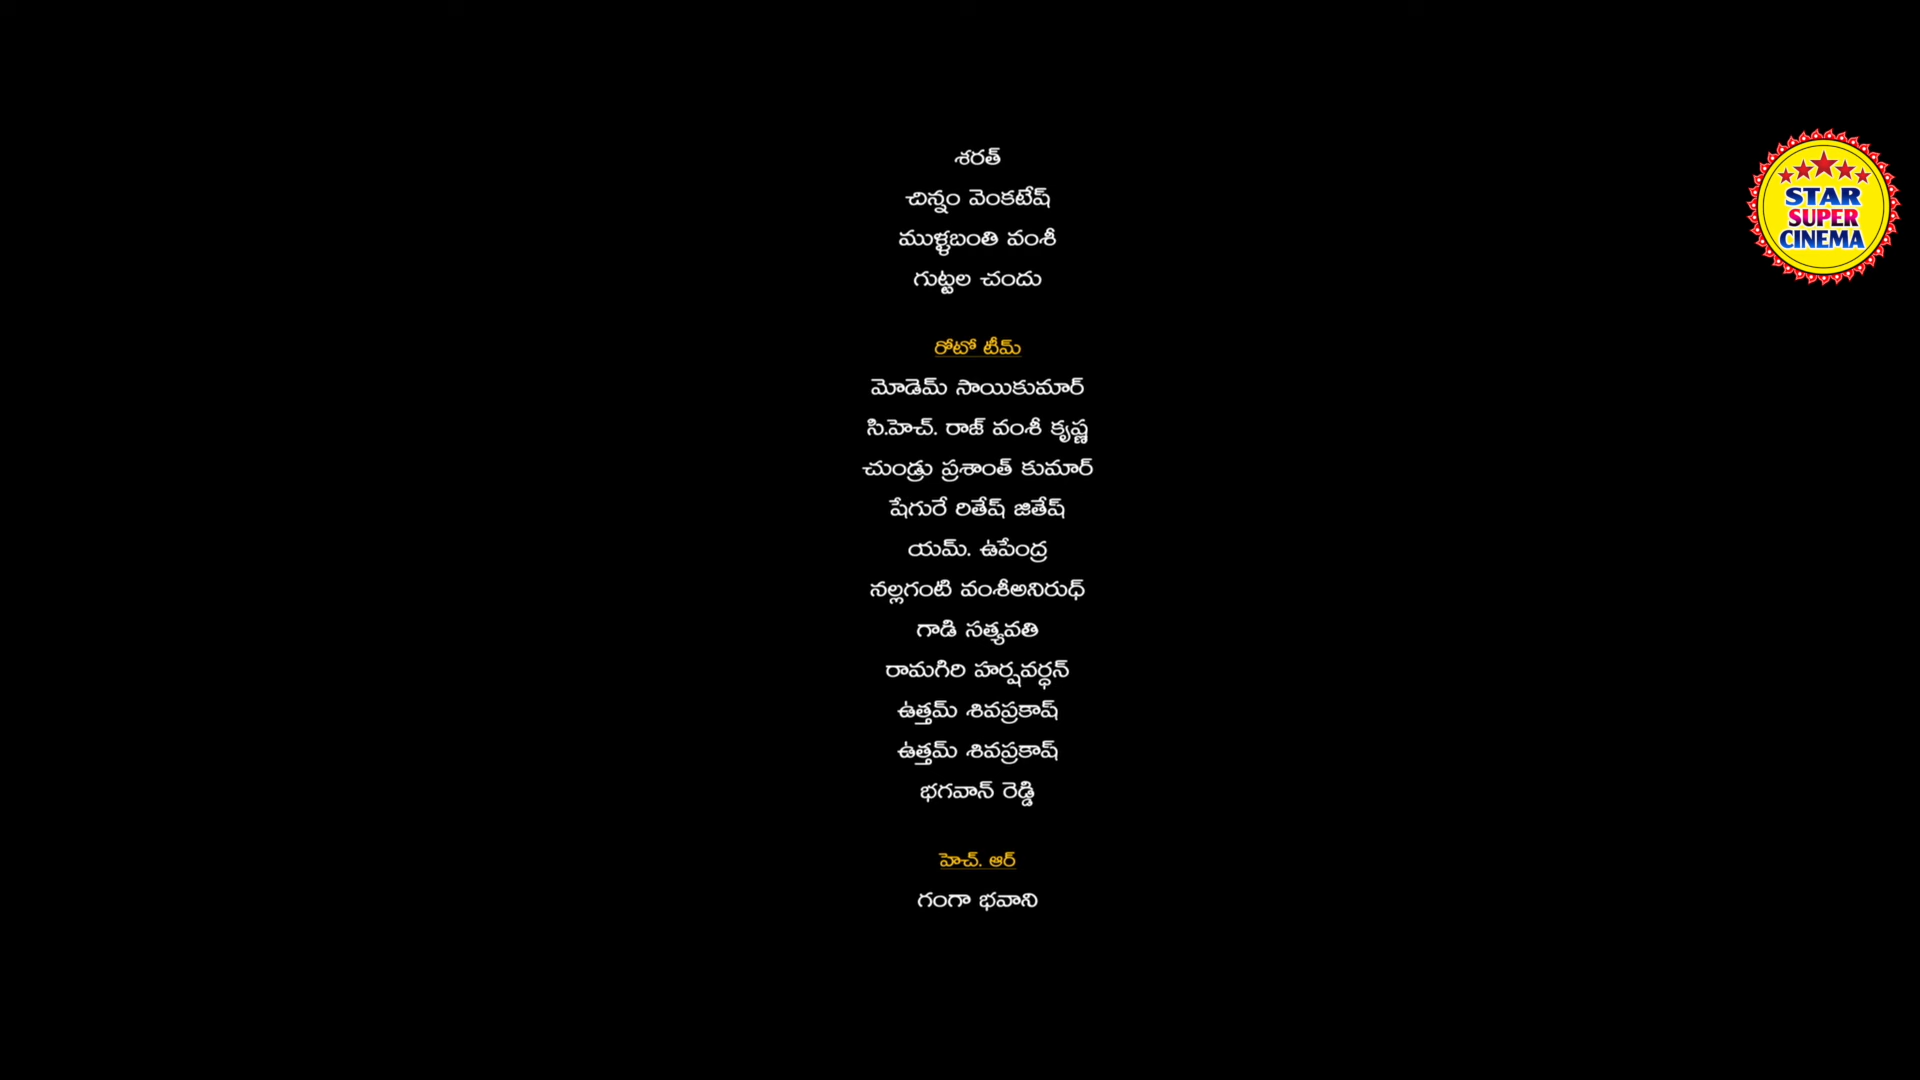 శరత్
చిన్నం వెంకటేష్
ముళ్ళబంతి వంశీ
గుట్టల చందు
రోటో టీమ్
మోడెమ్ సాయికుమార్
సి.హెచ్. రాజ్ వంశీ కృష్ణ
చుండ్రు ప్రశాంత్ కుమార్
షేగురే రితేష్ జితేష్
యమ్. ఉపేంద్ర
నల్లగంటి వంశీఅనిరుధ్
గాడి సత్యవతి
రామగిరి హర్షవర్ధన్
ఉత్తమ్ శివప్రకాష్
ఉత్తమ్ శివప్రకాష్
భగవాన్ రెడ్డి
హెచ్. ఆర్
గంగా భవాని
STAR
SUPER
CINEMA